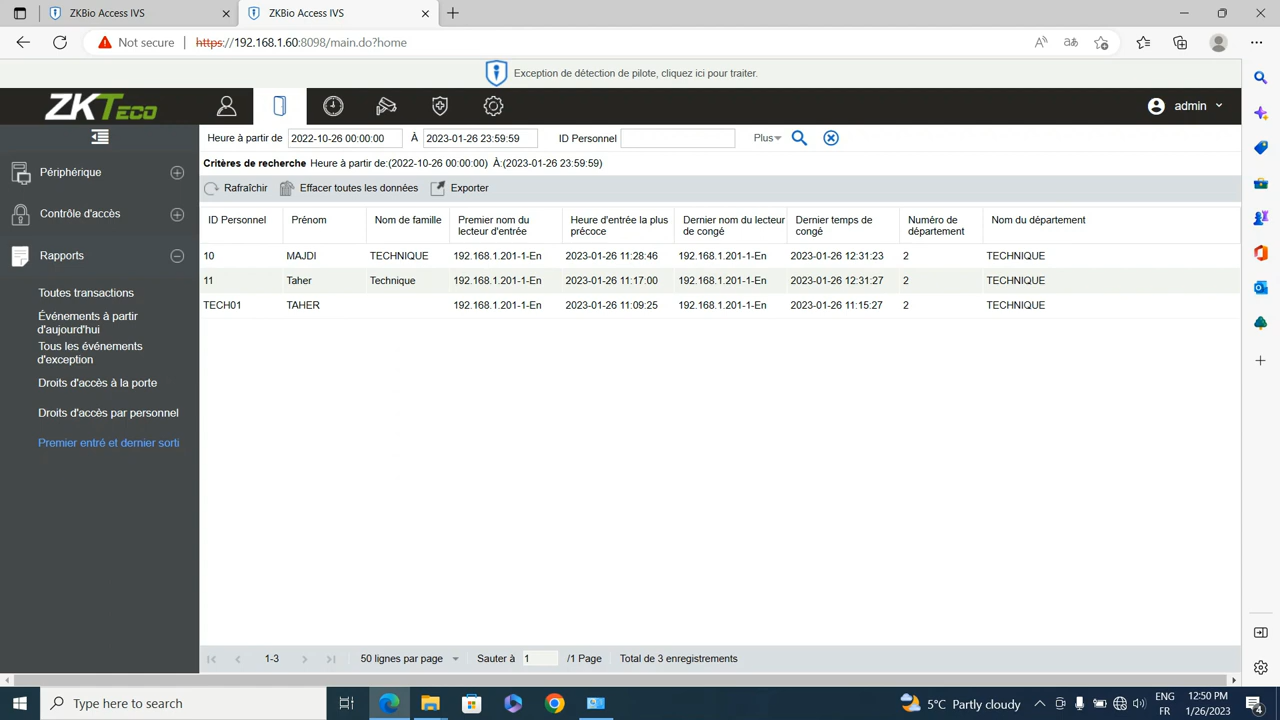 ZKBio Access IVS
ZKBio Access IVS
Not secure
https://192.168.1.60:8098/main.do?home
Exception de détection de pilote, cliquez ici pour traiter.
ZKTECO
admin
Heure à partir de 2022-10-26 00:00:00 À 2023-01-26 23:59:59 ID Personnel Plus
Critères de recherche Heure à partir de:(2022-10-26 00:00:00) À:(2023-01-26 23:59:59)
Rafraîchir Effacer toutes les données Exporter
Périphérique
Contrôle d'accès
Rapports
Toutes transactions
Événements à partir
d'aujourd'hui
Tous les événements
d'exception
Droits d'accès à la porte
Droits d'accès par personnel
Premier entré et dernier sorti
ID Personnel Prénom Nom de famille Premier nom du lecteur d'entrée Heure d'entrée la plus précoce Dernier nom du lecteur de congé Dernier temps de congé Numéro de département Nom du département
10 MAJDI TECHNIQUE 192.168.1.201-1-En 2023-01-26 11:28:46 192.168.1.201-1-En 2023-01-26 12:31:23 2 TECHNIQUE
11 Taher Technique 192.168.1.201-1-En 2023-01-26 11:17:00 192.168.1.201-1-En 2023-01-26 12:31:27 2 TECHNIQUE
TECH01 TAHER 192.168.1.201-1-En 2023-01-26 11:09:25 192.168.1.201-1-En 2023-01-26 11:15:27 2 TECHNIQUE
1-3 50 lignes par page Sauter à 1 /1 Page Total de 3 enregistrements
Type here to search
5°C Partly cloudy
ENG
FR
12:50 PM
1/26/2023
4